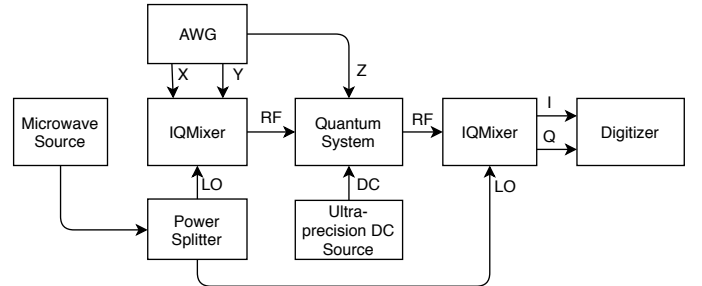 AWG
X
Y
Z
Microwave
Source
IQMixer
RF
Quantum
System
RF
IQMixer
I
Q
Digitizer
LO
DC
LO
Power
Splitter
Ultra-
precision DC
Source